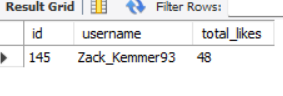 Result Grid Filter Rows:
id username total_likes
145 Zack_Kemmer93 48